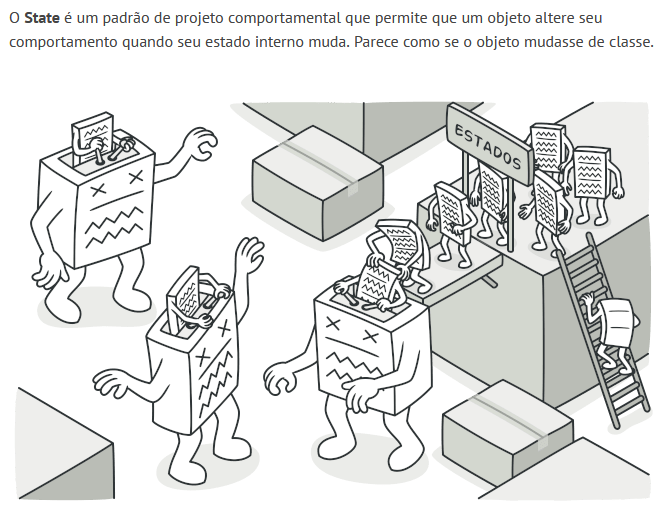 O State é um padrão de projeto comportamental que permite que um objeto altere seu
comportamento quando seu estado interno muda. Parece como se o objeto mudasse de classe.
ESTADOS